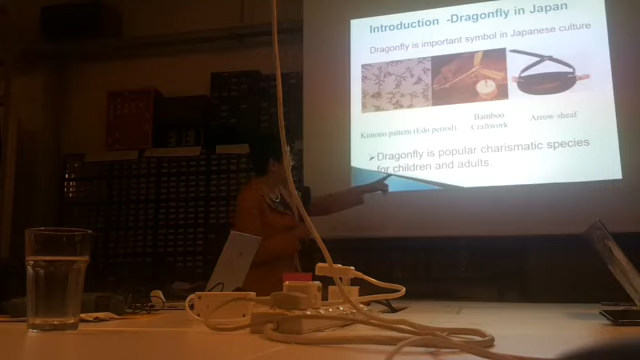 Introduction -Dragonfly in Japan
Dragonfly is important symbol in Japanese culture
Kimono pattern (Edo period)
Bamboo
Craftwork
Arrow sheaf
➢Dragonfly is popular charismatic species
for children and adults.